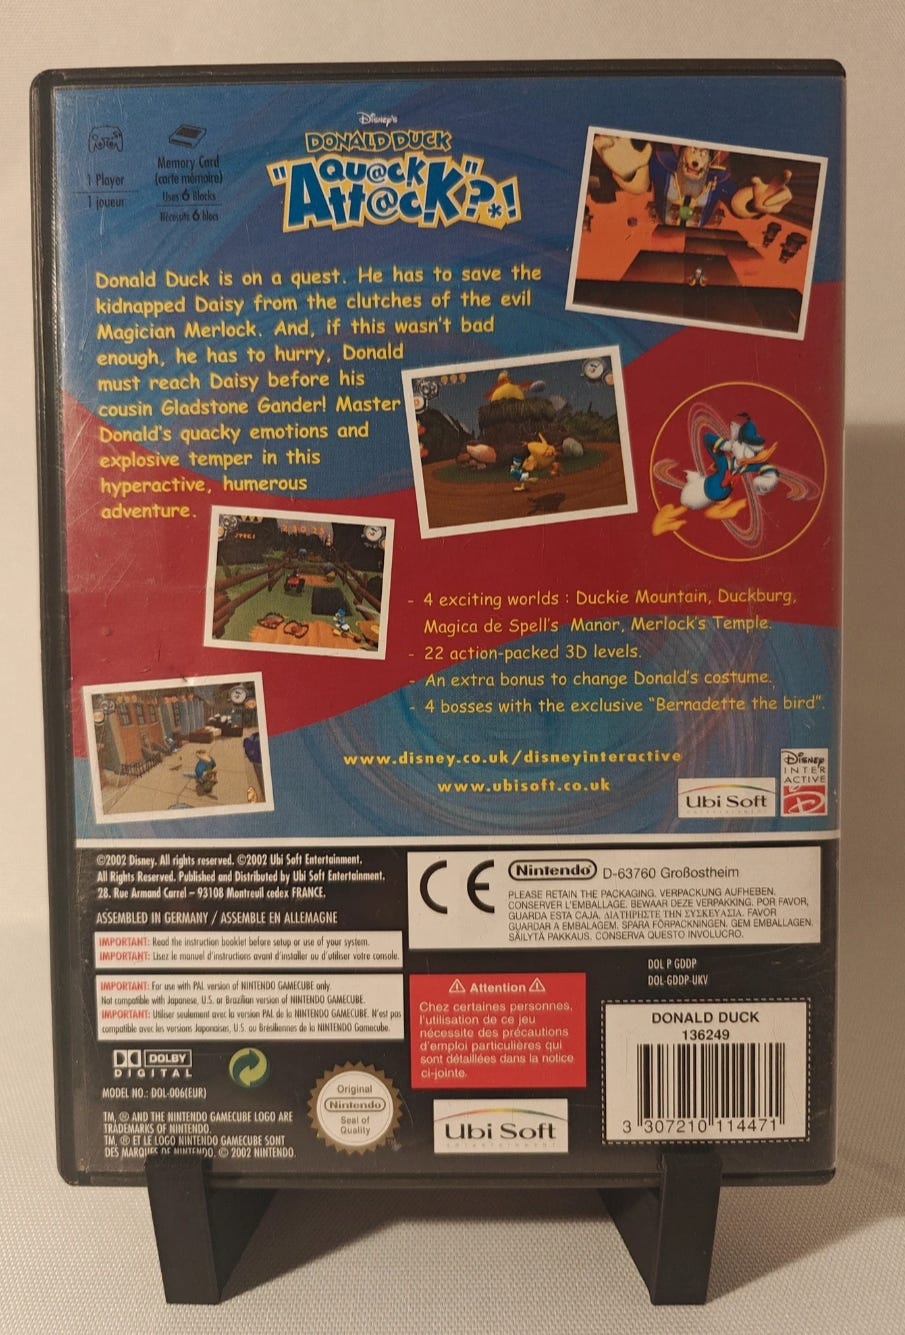 Disney's
DONALD DUCK
"QU@CK
ATT@CK"?*!
1 Player
1 joueur
Memory Card
(carte mémoire)
Uses 6 Blocks
Nécessite 6 blocs
Donald Duck is on a quest. He has to save the
kidnapped Daisy from the clutches of the evil
Magician Merlock. And, if this wasn't bad
enough, he has to hurry, Donald
must reach Daisy before his
cousin Gladstone Gander! Master
Donald's quacky emotions and
explosive temper in this
hyperactive, humerous
adventure.
- 4 exciting worlds : Duckie Mountain, Duckburg,
Magica de Spell's Manor, Merlock's Temple.
- 22 action-packed 3D levels.
- An extra bonus to change Donald's costume.
- 4 bosses with the exclusive "Bernadette the bird".
www.disney.co.uk/disneyinteractive
www.ubisoft.co.uk
Ubi Soft
entertainment
DISNEY
INTER
ACTIVE
©2002 Disney. All rights reserved. ©2002 Ubi Soft Entertainment.
All Rights Reserved. Published and Distributed by Ubi Soft Entertainment.
28. Rue Armand Carrel – 93108 Montreuil cedex FRANCE.
ASSEMBLED IN GERMANY / ASSEMBLE EN ALLEMAGNE
IMPORTANT: Read the instruction booklet before setup or use of your system.
IMPORTANT: Lisez le manuel d'instructions avant d'installer ou d'utiliser votre console.
IMPORTANT: For use with PAL version of NINTENDO GAMECUBE only.
Not compatible with Japanese, U.S. or Brazilian version of NINTENDO GAMECUBE.
IMPORTANT: Utiliser seulement avec la version PAL de la NINTENDO GAMECUBE. N'est pas
compatible avec les versions Japonaises, U.S. ou Brésiliennes de la NINTENDO Gamecube.
DOLBY
DIGITAL
MODEL NO.: DOL-006(EUR)
TM, ® AND THE NINTENDO GAMECUBE LOGO ARE
TRADEMARKS OF NINTENDO.
TM, ® ET LE LOGO NINTENDO GAMECUBE SONT
DES MARQUES DE NINTENDO. © 2002 NINTENDO.
Original
Nintendo
Seal of
Quality
CE
Nintendo D-63760 Großostheim
PLEASE RETAIN THE PACKAGING. VERPACKUNG AUFHEBEN.
CONSERVER L'EMBALLAGE. BEWAAR DEZE VERPAKKING. POR FAVOR,
GUARDA ESTA CAJA. ΔΙΑΤΗΡΗΣΤΕ ΤΗΝ ΣΥΣΚΕΥΑΣΙΑ. FAVOR
GUARDAR A EMBALAGEM. SPARA FÖRPACKNINGEN. GEM EMBALLAGEN.
SÄILYTÄ PAKKAUS. CONSERVA QUESTO INVOLUCRO.
⚠ Attention ⚠
Chez certaines personnes,
l'utilisation de ce jeu
nécessite des précautions
d'emploi particulières qui
sont détaillées dans la notice
ci-jointe.
Ubi Soft
entertainment
DOL P GDDP
DOL-GDDP-UKV
DONALD DUCK
136249
3 307210 114471